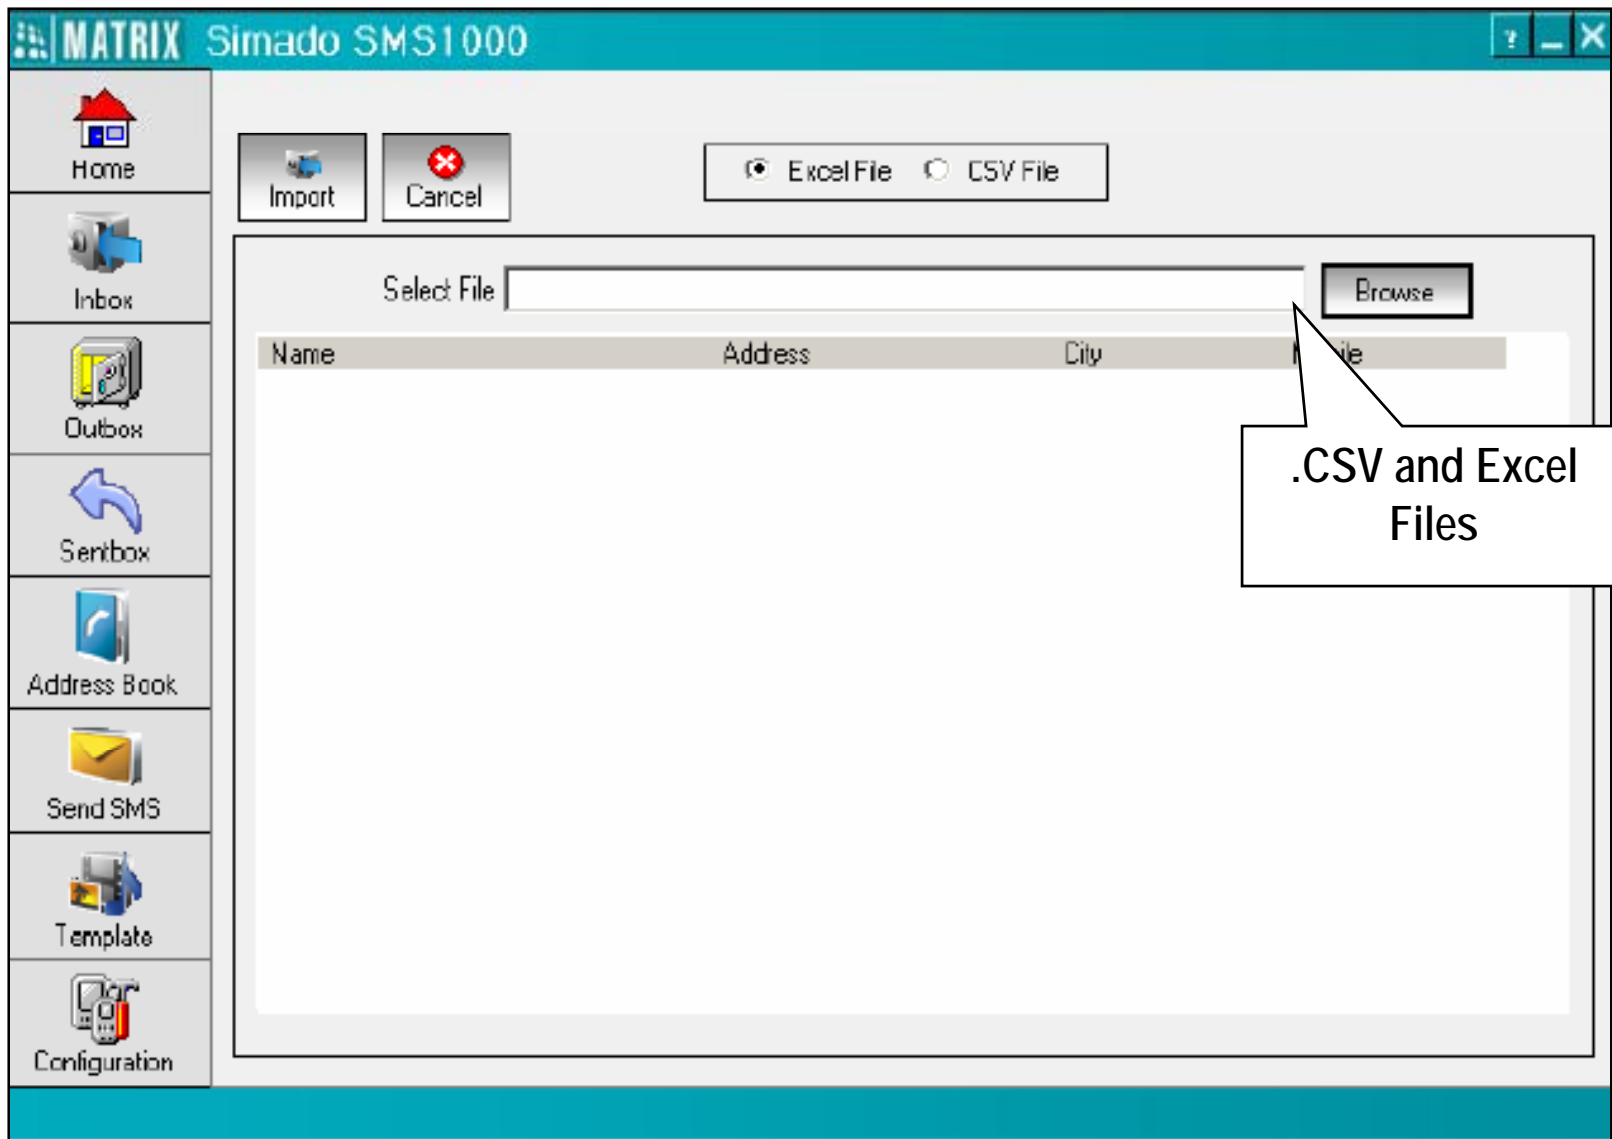 MATRIX Simado SMS1000
Home
Inbox
Outbox
Sentbox
Address Book
Send SMS
Template
Configuration
Import
Cancel
Excel File
CSV File
Select File
Browse
Name Address City
.CSV and Excel
Files